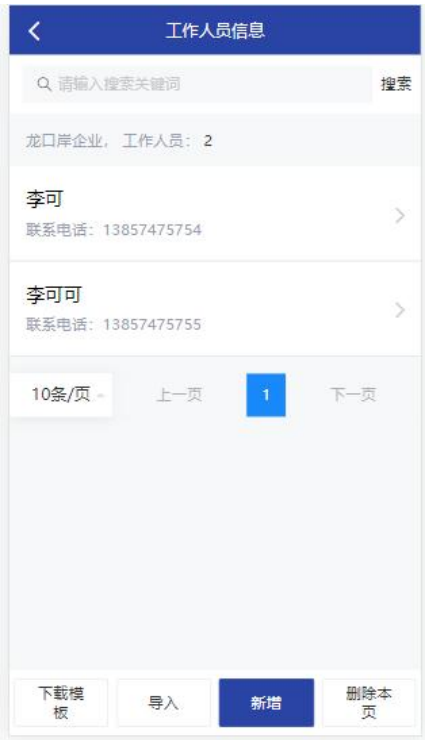 工作人员信息
请输入搜索关键词 搜索
龙口岸企业, 工作人员: 2
李可
联系电话: 13857475754
李可可
联系电话: 13857475755
10条/页 上一页 1 下一页
下载模
板
导入
新增
删除本
页